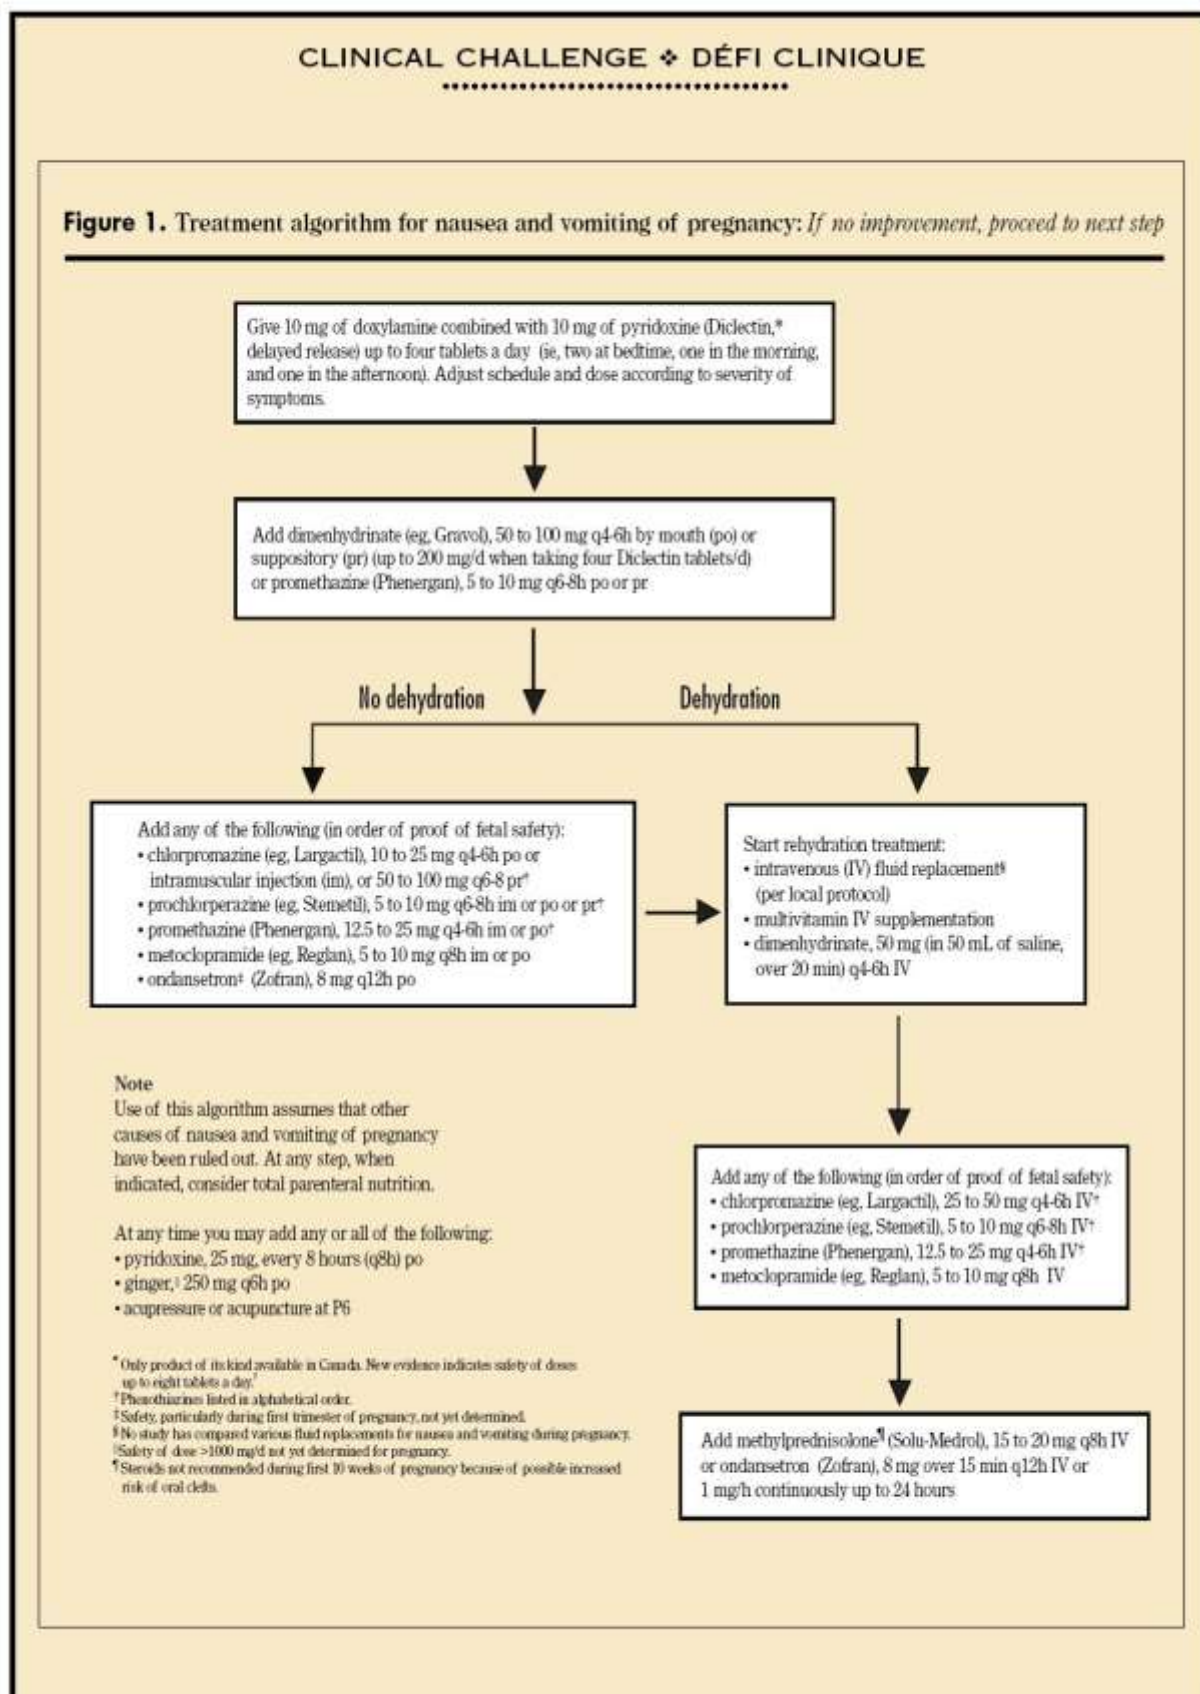 CLINICAL CHALLENGE ❖ DÉFI CLINIQUE
Figure 1. Treatment algorithm for nausea and vomiting of pregnancy: If no improvement, proceed to next step
Give 10 mg of doxylamine combined with 10 mg of pyridoxine (Diclectin,*
delayed release) up to four tablets a day (ie, two at bedtime, one in the morning,
and one in the afternoon). Adjust schedule and dose according to severity of
symptoms.
Add dimenhydrinate (eg, Gravol), 50 to 100 mg q4-6h by mouth (po) or
suppository (pr) (up to 200 mg/d when taking four Diclectin tablets/d)
or promethazine (Phenergan), 5 to 10 mg q6-8h po or pr
No dehydration
Dehydration
Add any of the following (in order of proof of fetal safety):
• chlorpromazine (eg, Largactil), 10 to 25 mg q4-6h po or
intramuscular injection (im), or 50 to 100 mg q6-8 pr†
• prochlorperazine (eg, Stemetil), 5 to 10 mg q6-8h im or po or pr†
• promethazine (Phenergan), 12.5 to 25 mg q4-6h im or po†
• metoclopramide (eg, Reglan), 5 to 10 mg q8h im or po
• ondansetron‡ (Zofran), 8 mg q12h po
Start rehydration treatment:
• intravenous (IV) fluid replacement§
(per local protocol)
• multivitamin IV supplementation
• dimenhydrinate, 50 mg (in 50 mL of saline,
over 20 min) q4-6h IV
Note
Use of this algorithm assumes that other
causes of nausea and vomiting of pregnancy
have been ruled out. At any step, when
indicated, consider total parenteral nutrition.
At any time you may add any or all of the following:
• pyridoxine, 25 mg, every 8 hours (q8h) po
• ginger,‖ 250 mg q6h po
• acupressure or acupuncture at P6
Add any of the following (in order of proof of fetal safety):
• chlorpromazine (eg, Largactil), 25 to 50 mg q4-6h IV†
• prochlorperazine (eg, Stemetil), 5 to 10 mg q6-8h IV†
• promethazine (Phenergan), 12.5 to 25 mg q4-6h IV†
• metoclopramide (eg, Reglan), 5 to 10 mg q8h IV
* Only product of its kind available in Canada. New evidence indicates safety of doses
up to eight tablets a day.
† Phenothiazines listed in alphabetical order.
‡ Safety, particularly during first trimester of pregnancy, not yet determined.
§ No study has compared various fluid replacements for nausea and vomiting during pregnancy.
‖ Safety of dose >1000 mg/d not yet determined for pregnancy.
¶ Steroids not recommended during first 10 weeks of pregnancy because of possible increased
risk of oral clefts.
Add methylprednisolone¶ (Solu-Medrol), 15 to 20 mg q8h IV
or ondansetron (Zofran), 8 mg over 15 min q12h IV or
1 mg/h continuously up to 24 hours